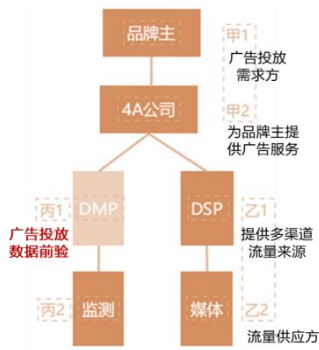 品牌主
甲1
广告投放
需求方
4A公司
甲2
为品牌主提
供广告服务
丙1
DMP
DSP
乙1
广告投放
数据前验
提供多渠道
流量来源
丙2
监测
媒体
乙2
流量供应方